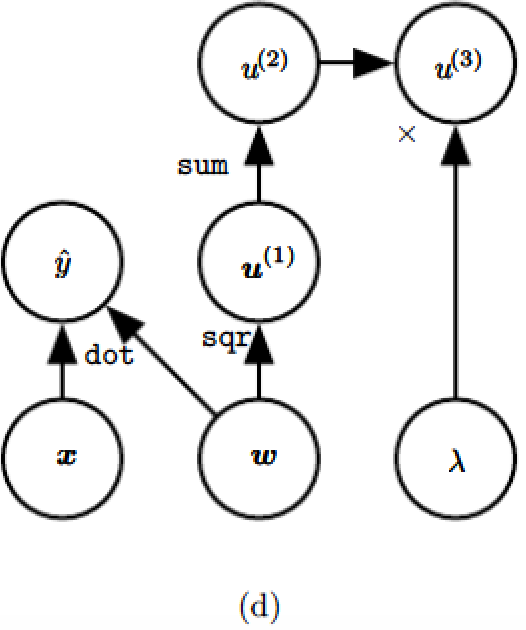 u(2) u(3)
×
sum
ŷ u(1)
sqr
dot
x w λ
(d)